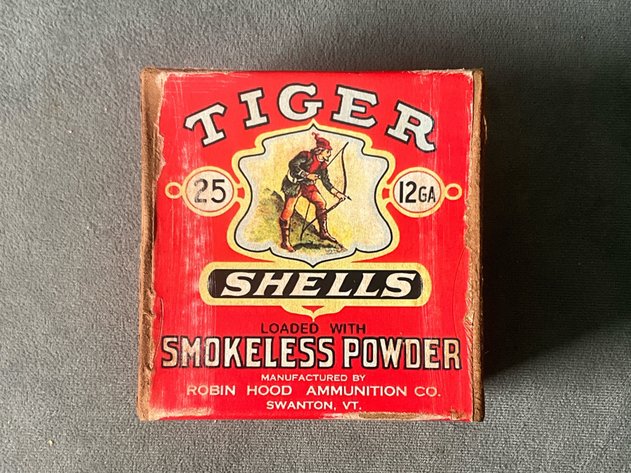 TIGER
25 12GA
SHELLS
LOADED WITH
SMOKELESS POWDER
MANUFACTURED BY
ROBIN HOOD AMMUNITION CO.
SWANTON, VT.